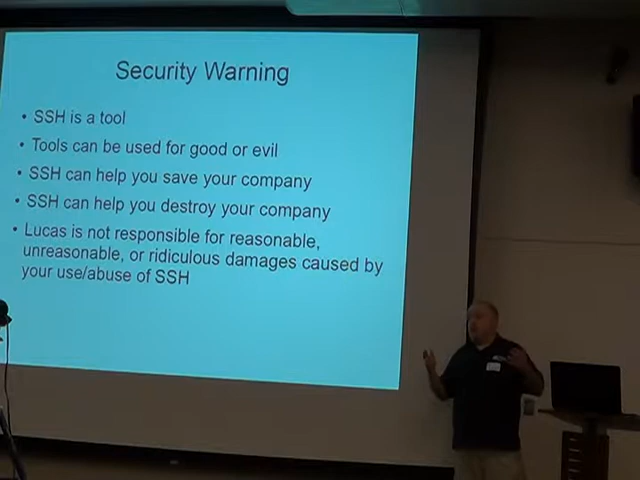 Security Warning
• SSH is a tool
• Tools can be used for good or evil
• SSH can help you save your company
• SSH can help you destroy your company
• Lucas is not responsible for reasonable,
unreasonable, or ridiculous damages caused by
your use/abuse of SSH